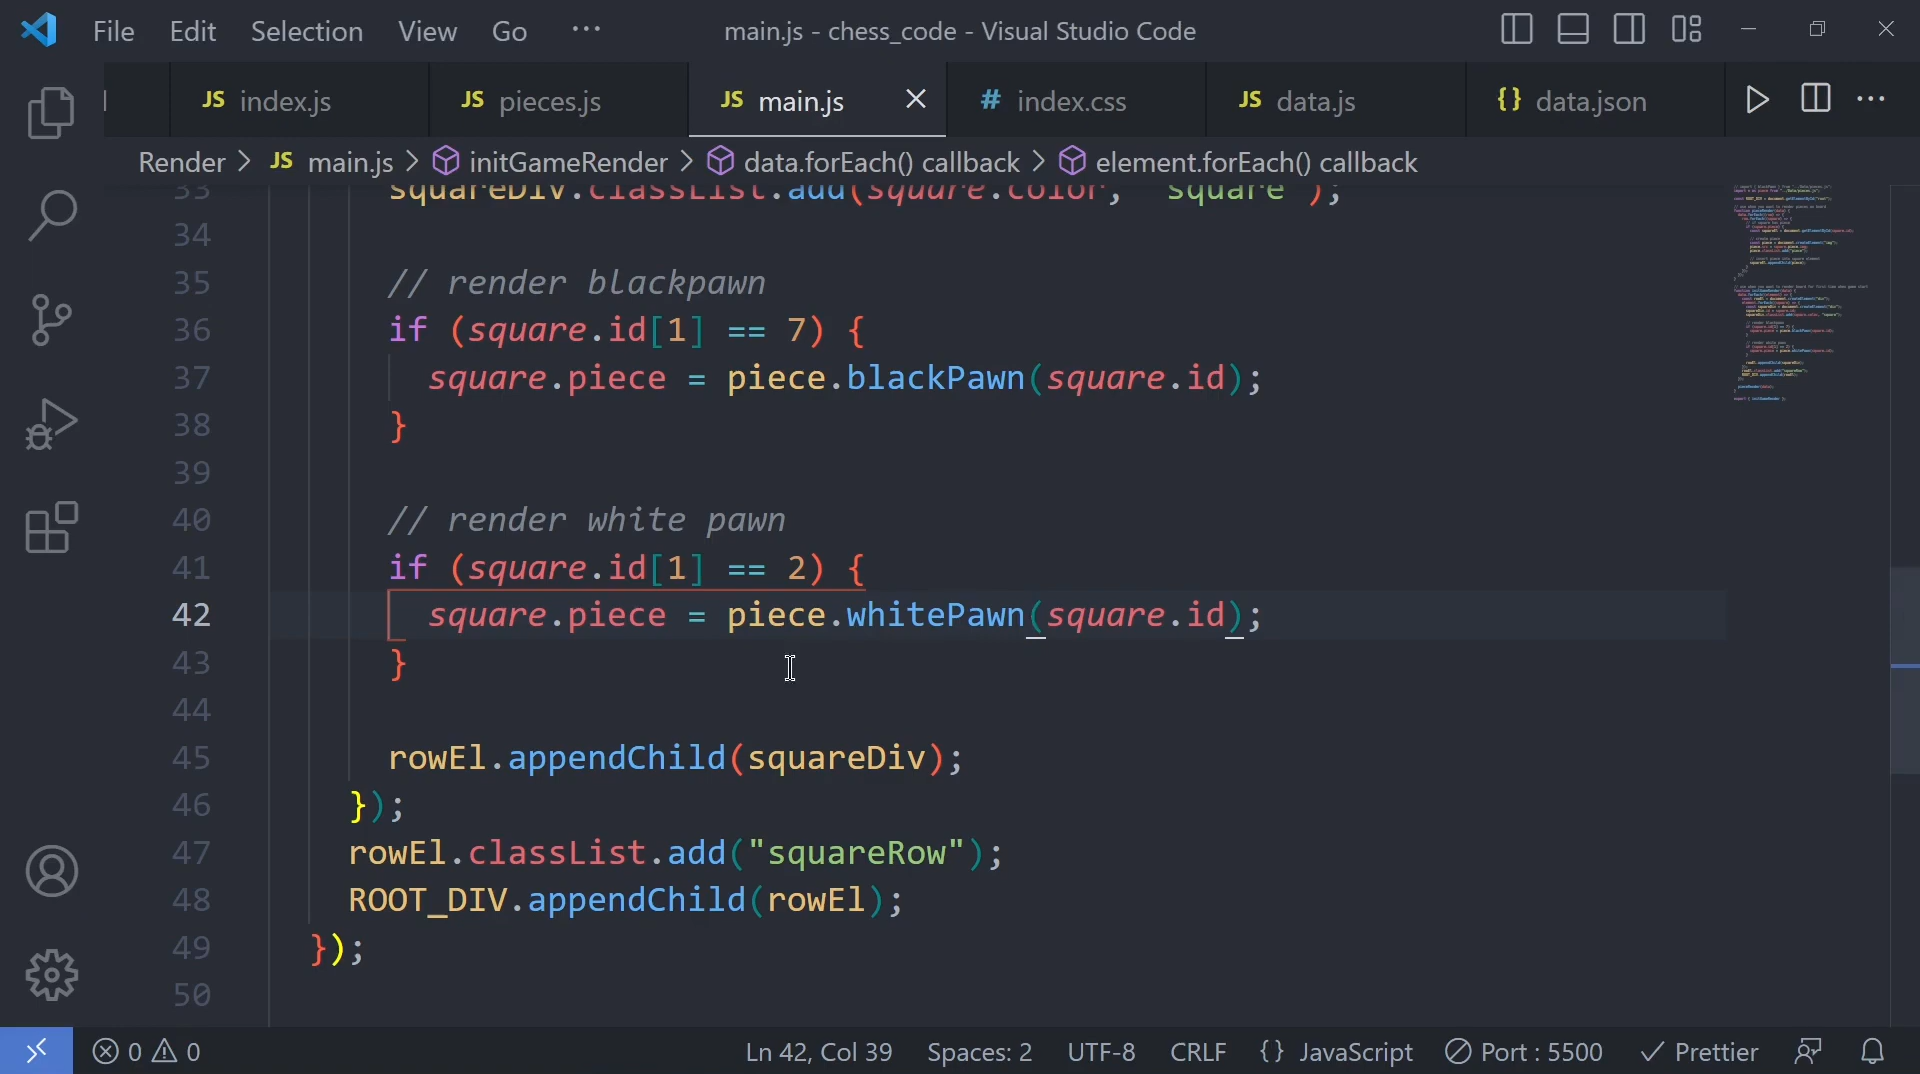 File Edit Selection View Go ··· main.js - chess_code - Visual Studio Code
JS index.js JS pieces.js JS main.js # index.css JS data.js {} data.json ···
Render > JS main.js > initGameRender > data.forEach() callback > element.forEach() callback
33 squareDiv.classList.add(square.color, "square");
34
35 // render blackpawn
36 if (square.id[1] == 7) {
37 square.piece = piece.blackPawn(square.id);
38 }
39
40 // render white pawn
41 if (square.id[1] == 2) {
42 square.piece = piece.whitePawn(square.id);
43 }
44
45 rowEl.appendChild(squareDiv);
46 });
47 rowEl.classList.add("squareRow");
48 ROOT_DIV.appendChild(rowEl);
49 });
50
0 0 Ln 42, Col 39 Spaces: 2 UTF-8 CRLF {} JavaScript Port : 5500 Prettier